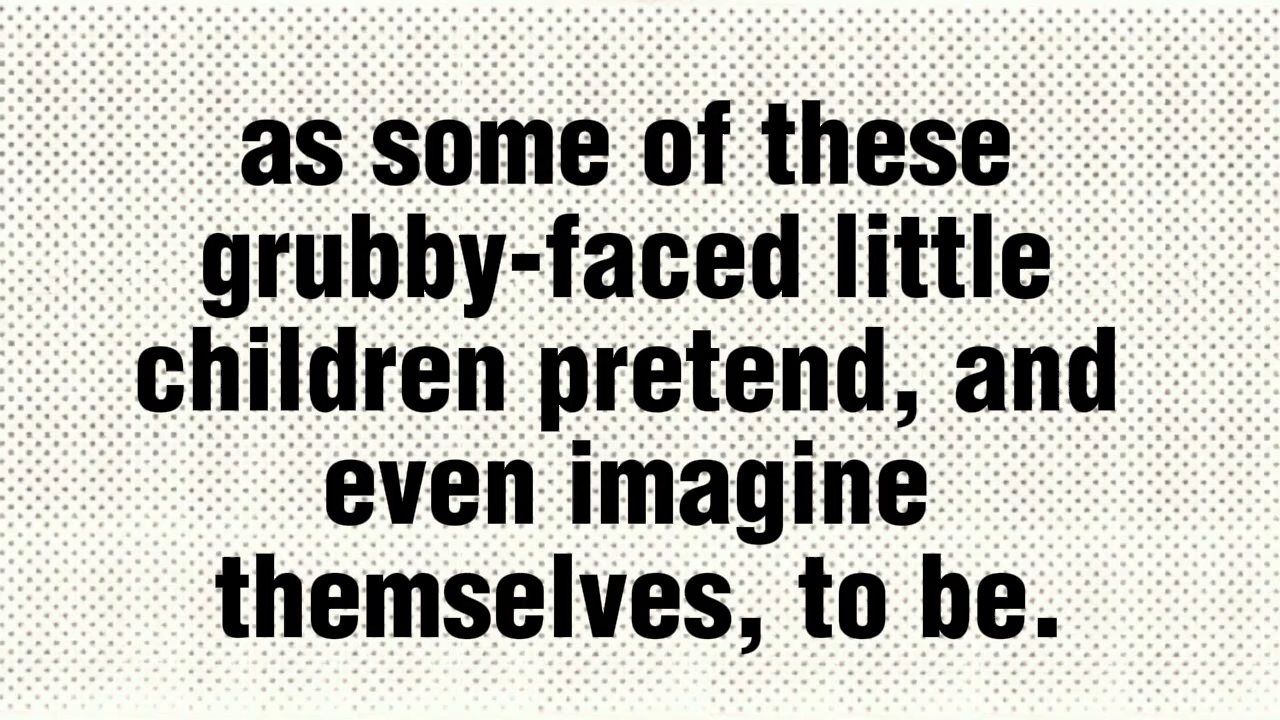 as some of these
grubby-faced little
children pretend, and
even imagine
themselves, to be.